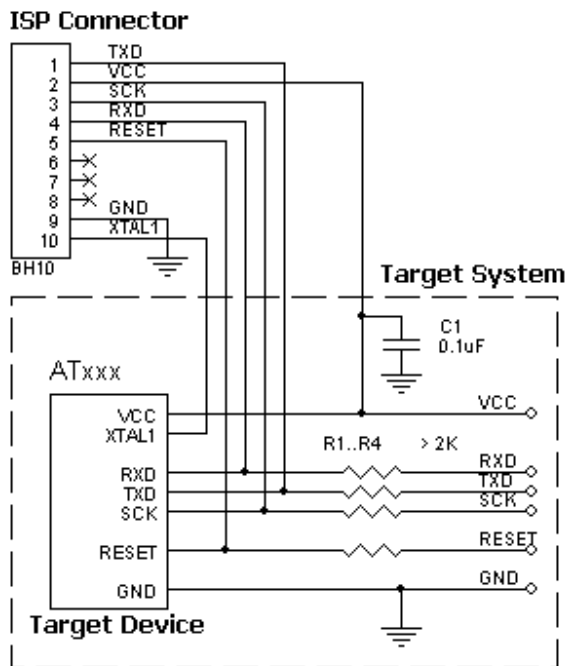 ISP Connector
1 TXD
2 VCC
3 SCK
4 RXD
5 RESET
6
7
8
9 GND
10 XTAL1
BH10
Target System
C1
0.1uF
ATxxx
VCC
XTAL1
RXD
TXD
SCK
RESET
GND
R1..R4 > 2K
VCC
RXD
TXD
SCK
RESET
GND
Target Device